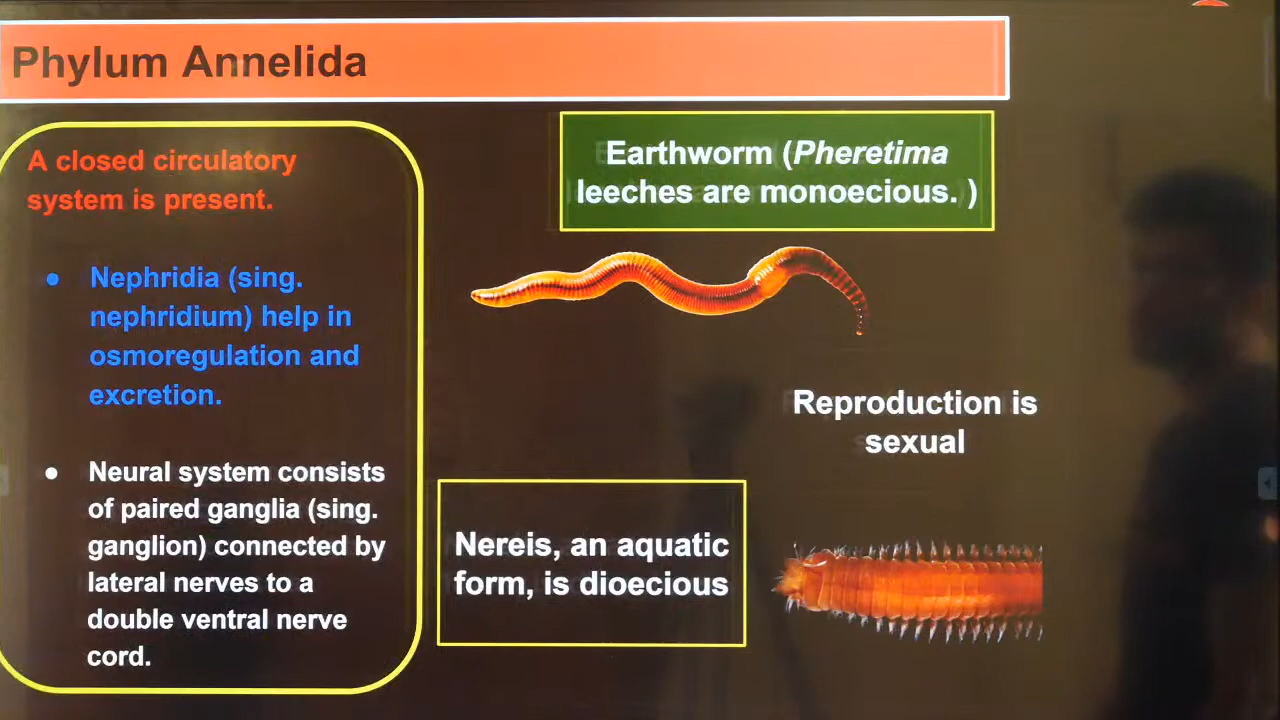 Phylum Annelida
A closed circulatory
system is present.
● Nephridia (sing.
nephridium) help in
osmoregulation and
excretion.
● Neural system consists
of paired ganglia (sing.
ganglion) connected by
lateral nerves to a
double ventral nerve
cord.
Earthworm (Pheretima
leeches are monoecious. )
Reproduction is
sexual
Nereis, an aquatic
form, is dioecious